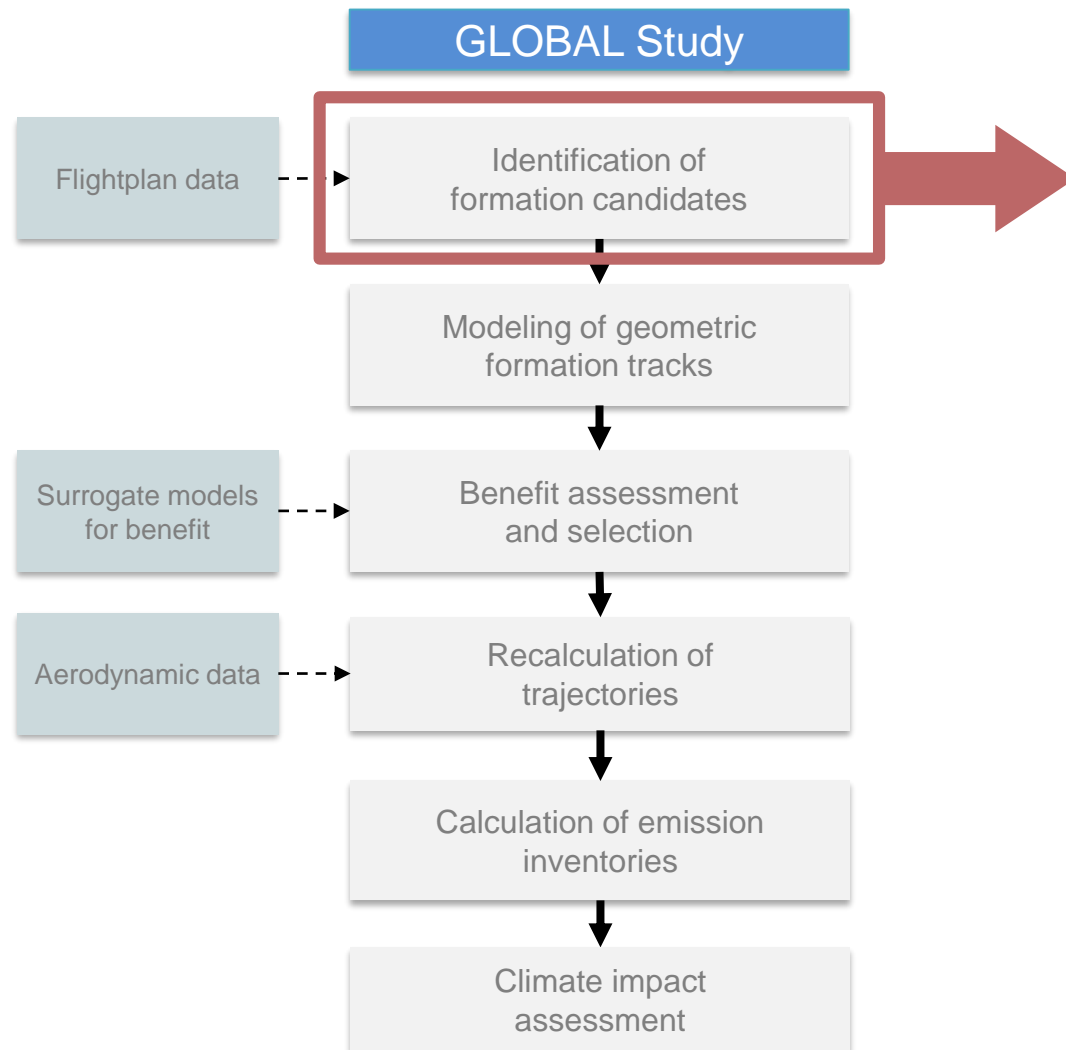 GLOBAL Study
Flightplan data
Identification of
formation candidates
Modeling of geometric
formation tracks
Surrogate models
for benefit
Benefit assessment
and selection
Aerodynamic data
Recalculation of
trajectories
Calculation of emission
inventories
Climate impact
assessment